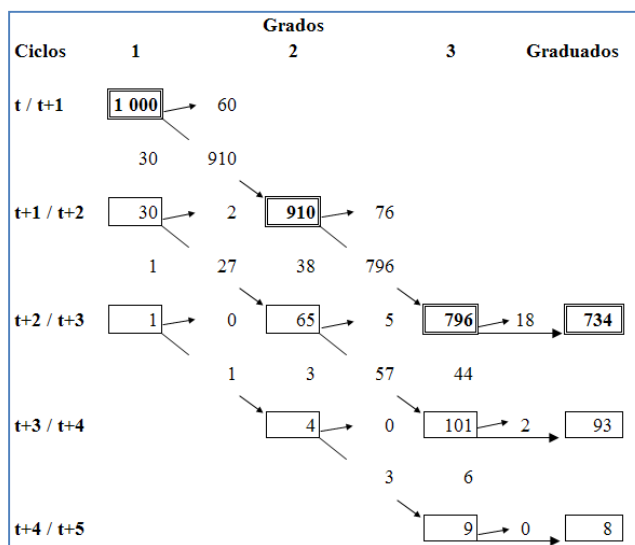 Grados
Ciclos 1 2 3 Graduados
t / t+1 1 000 60
30 910
t+1 / t+2 30 2 910 76
1 27 38 796
t+2 / t+3 1 0 65 5 796 18 734
1 3 57 44
t+3 / t+4 4 0 101 2 93
3 6
t+4 / t+5 9 0 8